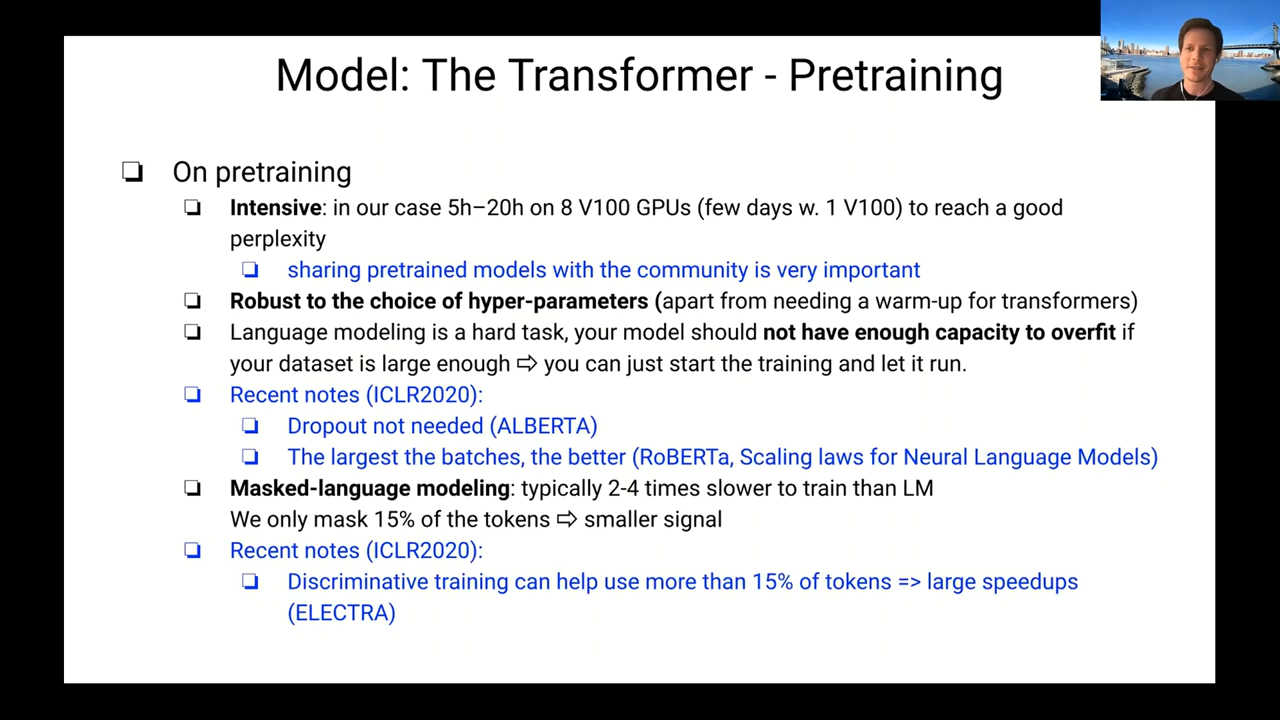 Model: The Transformer - Pretraining
❏ On pretraining
❏ Intensive: in our case 5h–20h on 8 V100 GPUs (few days w. 1 V100) to reach a good
perplexity
❏ sharing pretrained models with the community is very important
❏ Robust to the choice of hyper-parameters (apart from needing a warm-up for transformers)
❏ Language modeling is a hard task, your model should not have enough capacity to overfit if
your dataset is large enough ⇨ you can just start the training and let it run.
❏ Recent notes (ICLR2020):
❏ Dropout not needed (ALBERTA)
❏ The largest the batches, the better (RoBERTa, Scaling laws for Neural Language Models)
❏ Masked-language modeling: typically 2-4 times slower to train than LM
We only mask 15% of the tokens ⇨ smaller signal
❏ Recent notes (ICLR2020):
❏ Discriminative training can help use more than 15% of tokens => large speedups
(ELECTRA)